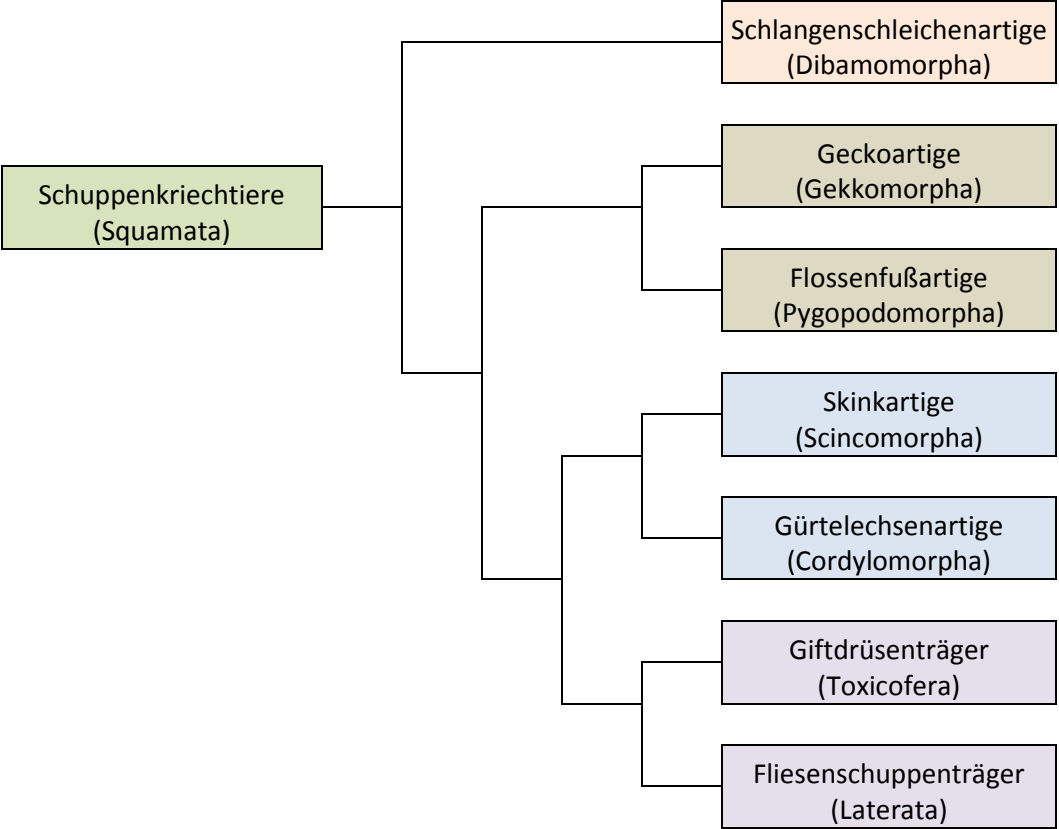 Schlangenschleichenartige
(Dibamomorpha)
Geckoartige
(Gekkomorpha)
Schuppenkriechtiere
(Squamata)
Flossenfußartige
(Pygopodomorpha)
Skinkartige
(Scincomorpha)
Gürtelechsenartige
(Cordylomorpha)
Giftdrüsenträger
(Toxicofera)
Fliesenschuppenträger
(Laterata)